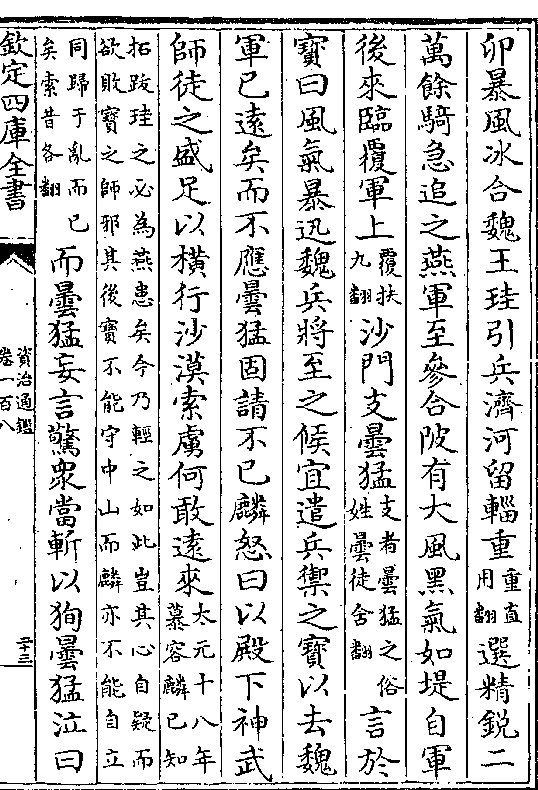 卯暴風冰合魏王珪引兵濟河留輜重重直用翻選精銳二
萬餘騎急追之燕軍至參合陂有大風黑氣如堤自軍
後來臨覆軍上覆扶九翻沙門支曇猛支者曇猛之俗姓曇徒含翻言於
寶曰風氣暴迅魏兵將至之候宜遣兵禦之寶以去魏
軍已遠矣而不應曇猛固請不已麟怒曰以殿下神武
師徒之盛足以橫行沙漠索虜何敢遠來太元十八年慕容麟已知
拓跋珪之必為燕患矣今乃輕之如此豈其心自疑而
欲敗寶之師邪其後寶不能守中山而麟亦不能自立
同歸于亂而已矣索昔各翻而曇猛妄言驚衆當斬以狥曇猛泣曰
欽定四庫全書
資治通鑑
卷一百八
二十三